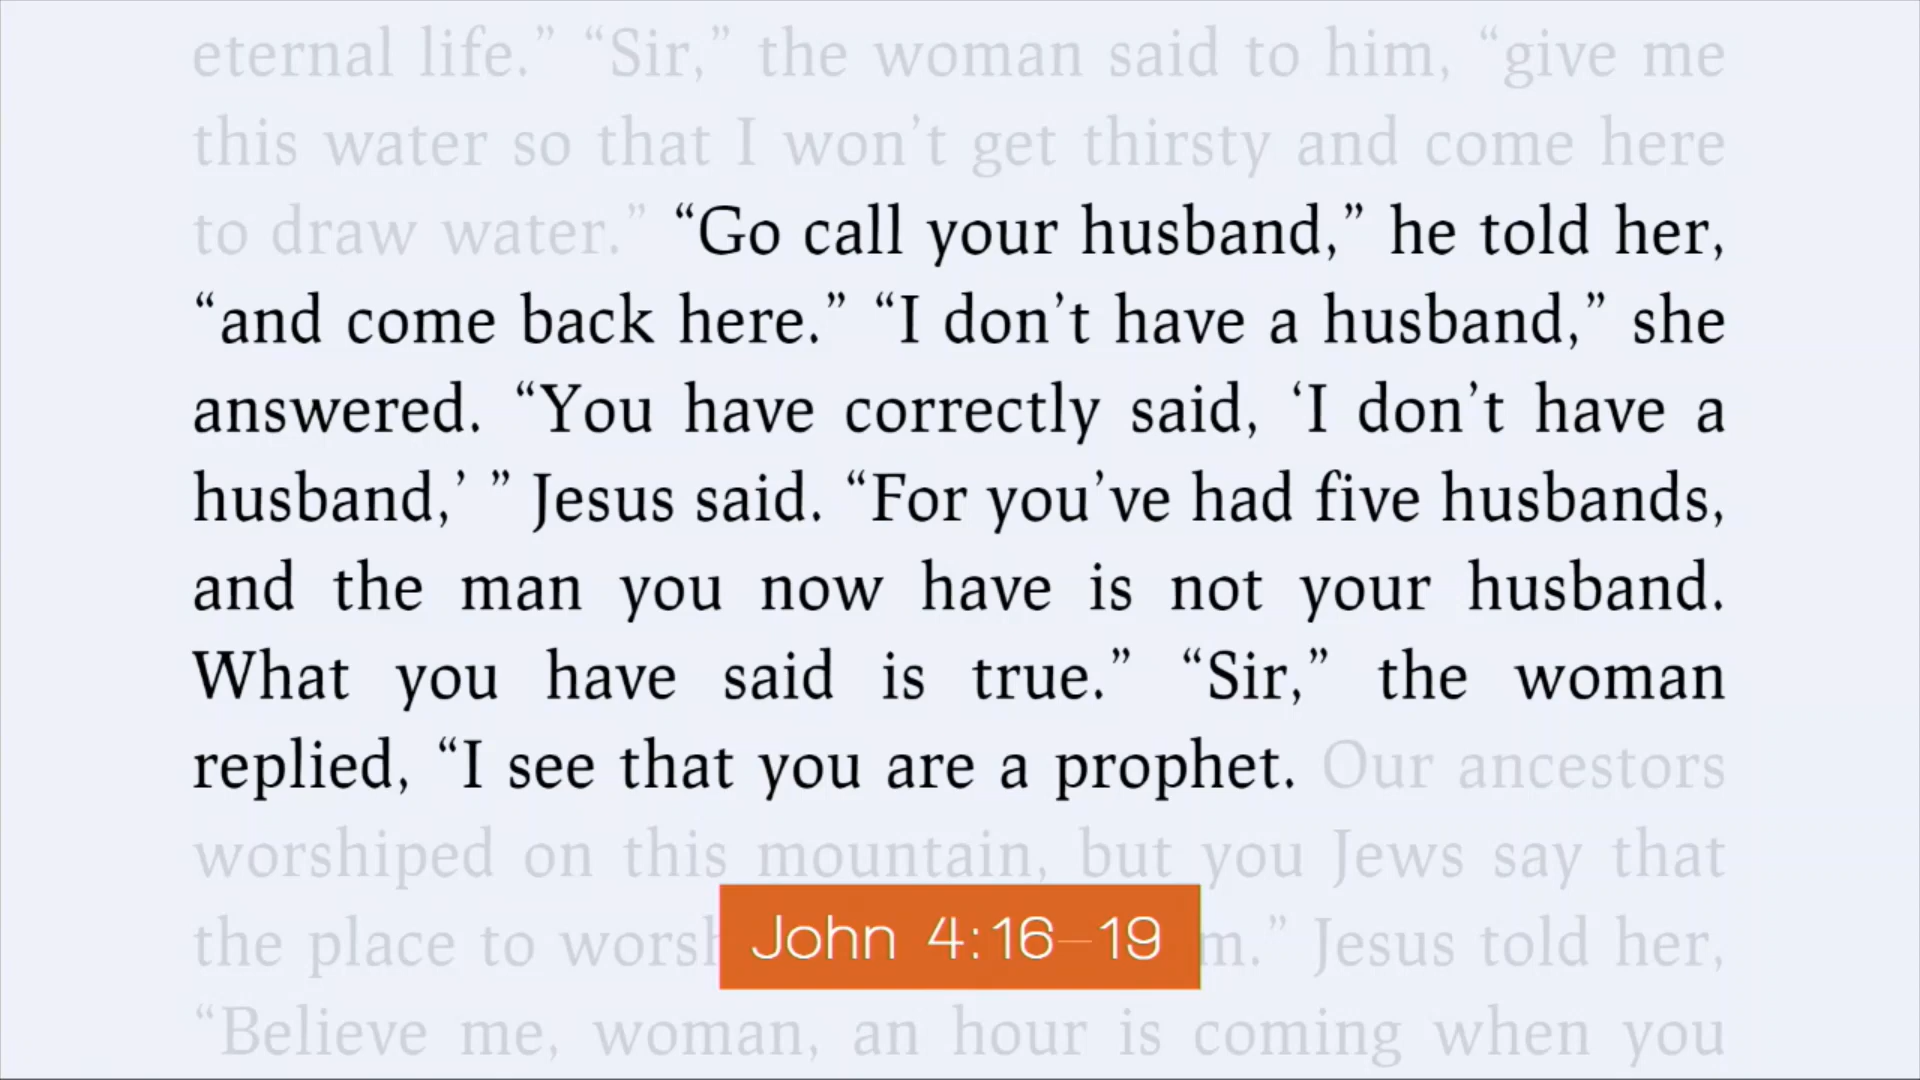 eternal life.” “Sir,” the woman said to him, “give me
this water so that I won’t get thirsty and come here
to draw water.” “Go call your husband,” he told her,
“and come back here.” “I don’t have a husband,” she
answered. “You have correctly said, ‘I don’t have a
husband,’ ” Jesus said. “For you’ve had five husbands,
and the man you now have is not your husband.
What you have said is true.” “Sir,” the woman
replied, “I see that you are a prophet. Our ancestors
worshiped on this mountain, but you Jews say that
the place to Jesus told her,
John 4:16–19
“Believe me, woman, an hour is coming when you